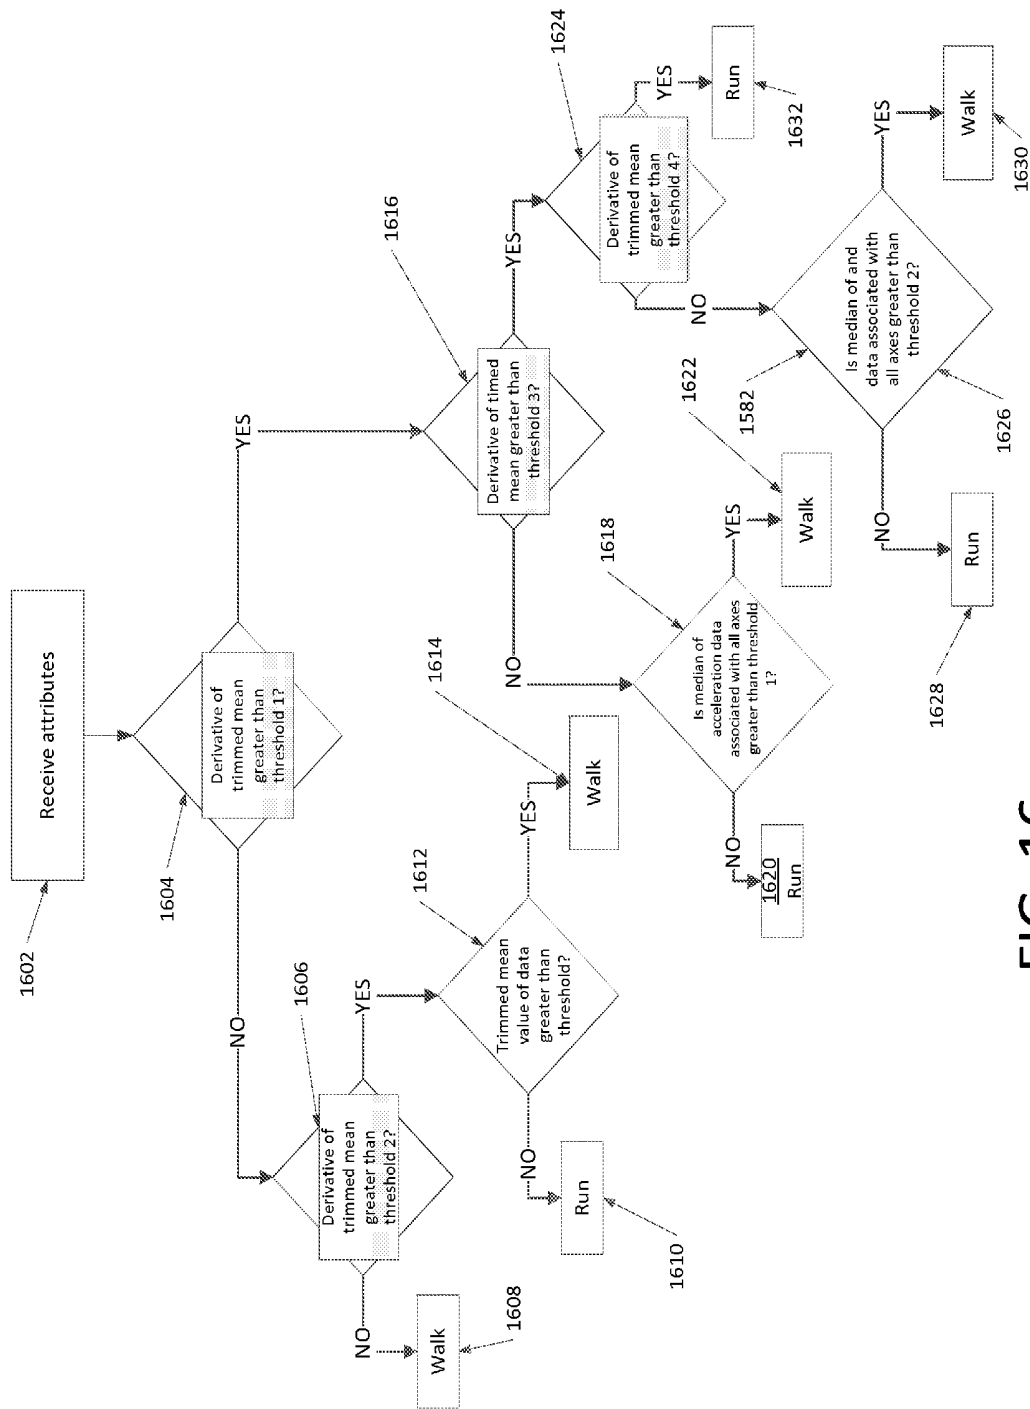 Receive attributes
1602
Derivative of
trimmed mean
greater than
threshold 1?
1604
NO
YES
Derivative of
trimmed mean
greater than
threshold 2?
1606
NO
YES
Walk
1608
Trimmed mean
value of data
greater than
threshold?
1612
NO
YES
Run
1610
Walk
1614
Derivative of timed
mean greater than
threshold 3?
1616
NO
YES
Is median of
acceleration data
associated with all axes
greater than threshold
1?
1618
NO
YES
1620
Run
Walk
1622
Derivative of
trimmed mean
greater than
threshold 4?
1624
NO
YES
Run
1632
Is median of and
data associated with
all axes greater than
threshold 2?
1582
1626
NO
YES
Run
1628
Walk
1630